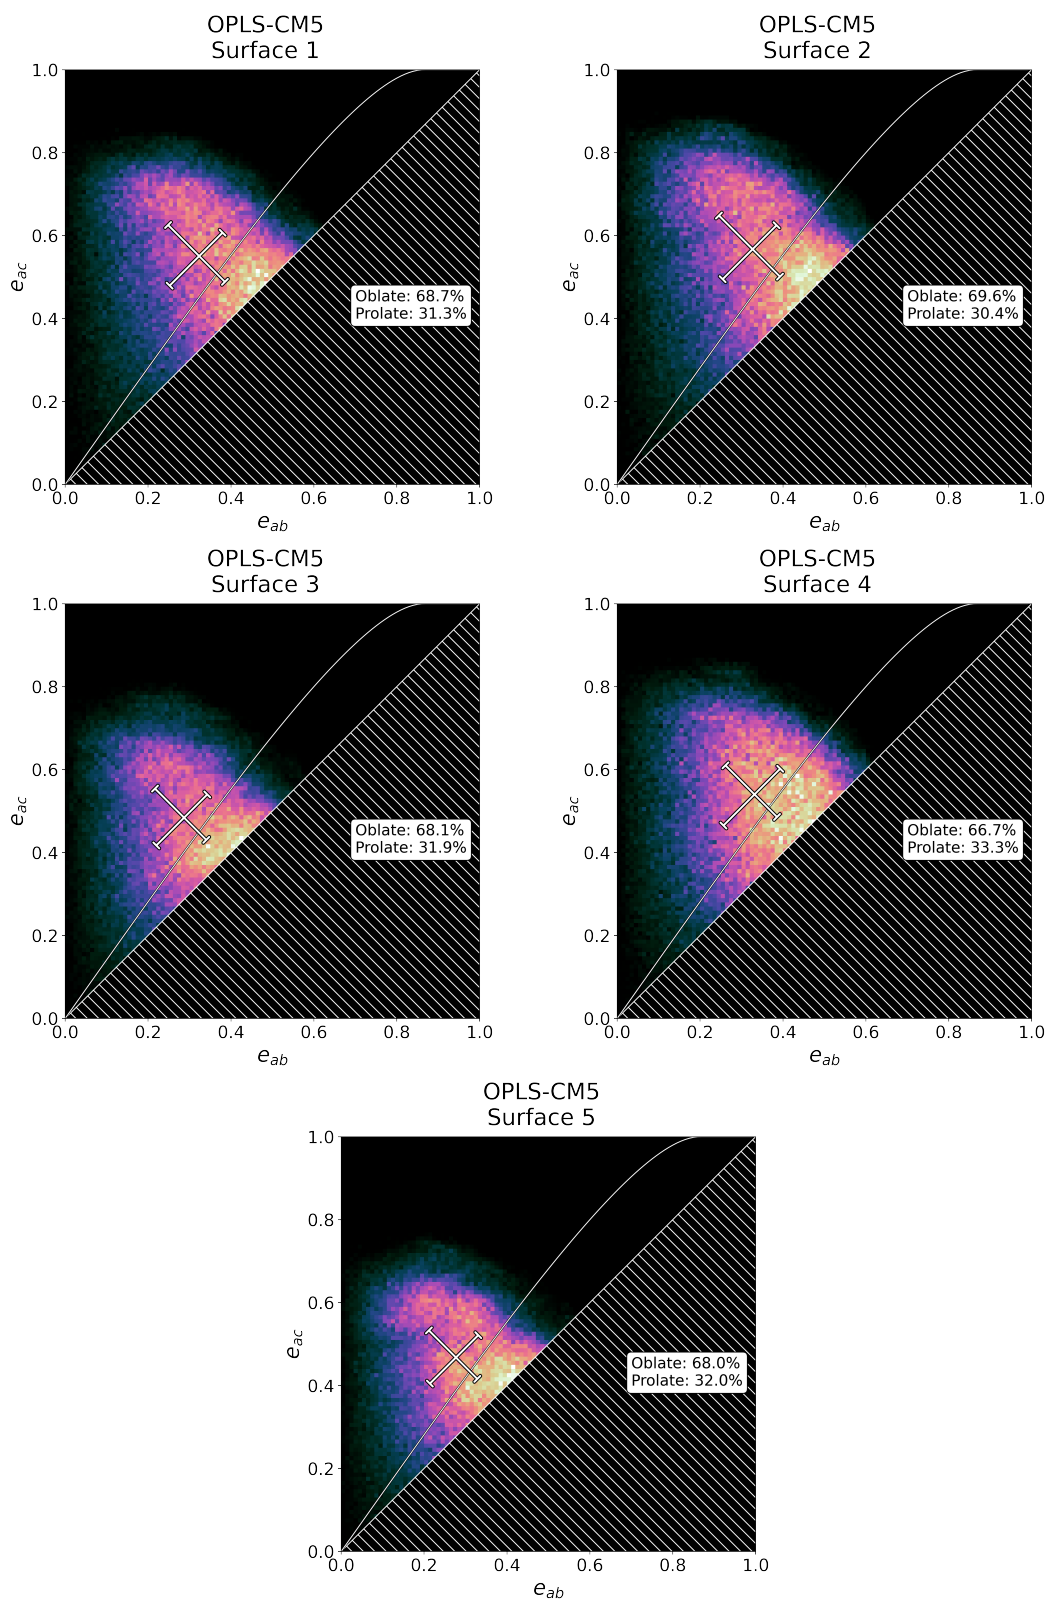 OPLS-CM5
Surface 1
1.0
0.8
0.6
0.4
0.2
0.0
e_ac
Oblate: 68.7%
Prolate: 31.3%
0.0 0.2 0.4 0.6 0.8 1.0
e_ab
OPLS-CM5
Surface 2
1.0
0.8
0.6
0.4
0.2
0.0
e_ac
Oblate: 69.6%
Prolate: 30.4%
0.0 0.2 0.4 0.6 0.8 1.0
e_ab
OPLS-CM5
Surface 3
1.0
0.8
0.6
0.4
0.2
0.0
e_ac
Oblate: 68.1%
Prolate: 31.9%
0.0 0.2 0.4 0.6 0.8 1.0
e_ab
OPLS-CM5
Surface 4
1.0
0.8
0.6
0.4
0.2
0.0
e_ac
Oblate: 66.7%
Prolate: 33.3%
0.0 0.2 0.4 0.6 0.8 1.0
e_ab
OPLS-CM5
Surface 5
1.0
0.8
0.6
0.4
0.2
0.0
e_ac
Oblate: 68.0%
Prolate: 32.0%
0.0 0.2 0.4 0.6 0.8 1.0
e_ab